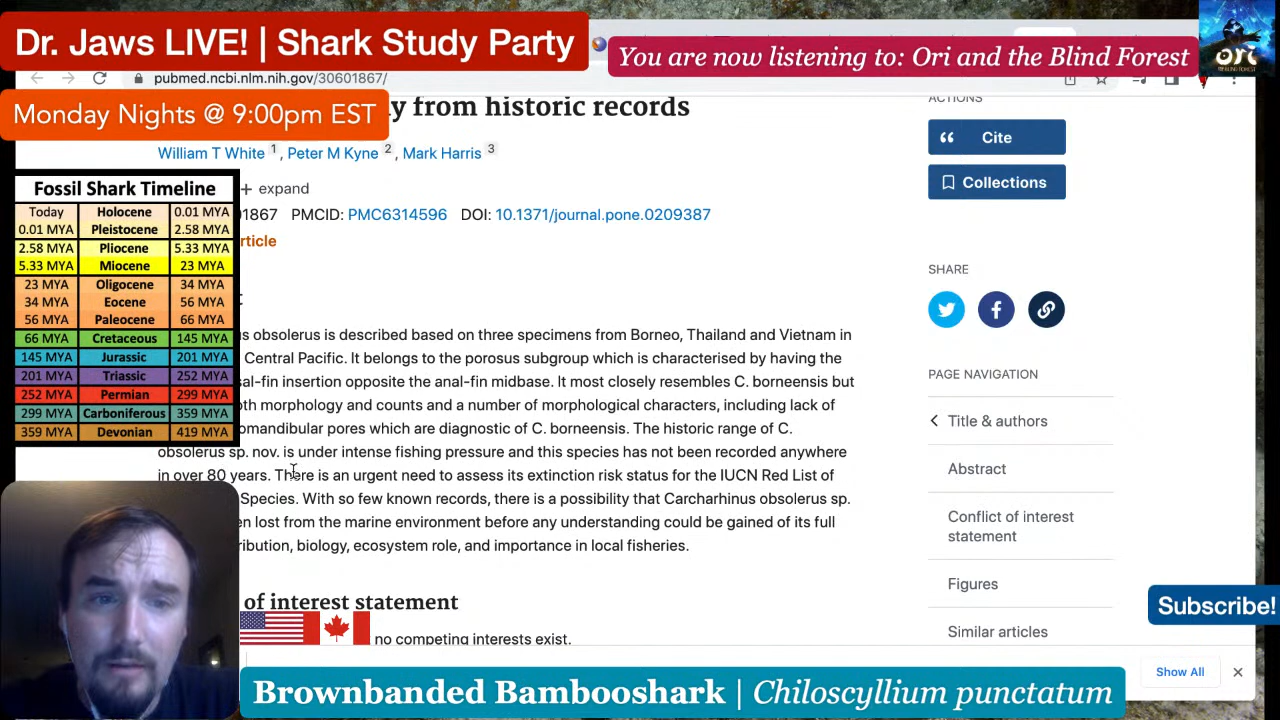 Dr. Jaws LIVE! | Shark Study Party
You are now listening to: Ori and the Blind Forest
ori
pubmed.ncbi.nlm.nih.gov/30601867/
Monday Nights @ 9:00pm EST
from historic records
ACTIONS
Cite
William T White 1, Peter M Kyne 2, Mark Harris 3
Collections
Fossil Shark Timeline
+ expand
Today Holocene 0.01 MYA
0.01 MYA Pleistocene 2.58 MYA
2.58 MYA Pliocene 5.33 MYA
5.33 MYA Miocene 23 MYA
23 MYA Oligocene 34 MYA
34 MYA Eocene 56 MYA
56 MYA Paleocene 66 MYA
66 MYA Cretaceous 145 MYA
145 MYA Jurassic 201 MYA
201 MYA Triassic 252 MYA
252 MYA Permian 299 MYA
299 MYA Carboniferous 359 MYA
359 MYA Devonian 419 MYA
1867 PMCID: PMC6314596 DOI: 10.1371/journal.pone.0209387
rticle
obsolerus is described based on three specimens from Borneo, Thailand and Vietnam in
Central Pacific. It belongs to the porosus subgroup which is characterised by having the
sal-fin insertion opposite the anal-fin midbase. It most closely resembles C. borneensis but
oth morphology and counts and a number of morphological characters, including lack of
omandibular pores which are diagnostic of C. borneensis. The historic range of C.
obsolerus sp. nov. is under intense fishing pressure and this species has not been recorded anywhere
in over 80 years. There is an urgent need to assess its extinction risk status for the IUCN Red List of
Species. With so few known records, there is a possibility that Carcharhinus obsolerus sp.
en lost from the marine environment before any understanding could be gained of its full
ribution, biology, ecosystem role, and importance in local fisheries.
of interest statement
no competing interests exist.
SHARE
PAGE NAVIGATION
Title & authors
Abstract
Conflict of interest
statement
Figures
Similar articles
Subscribe!
Show All
Brownbanded Bambooshark | Chiloscyllium punctatum